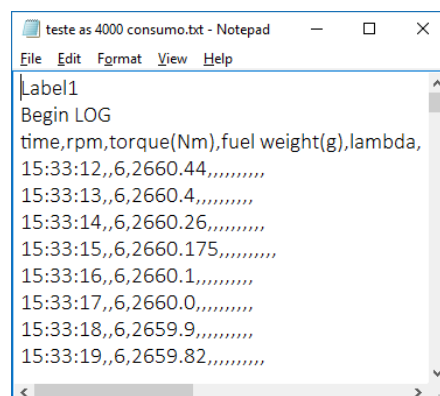 teste as 4000 consumo.txt - Notepad
File Edit Format View Help
Label1
Begin LOG
time,rpm,torque(Nm),fuel weight(g),lambda,
15:33:12,,6,2660.44,,,,,,,,,,
15:33:13,,6,2660.4,,,,,,,,,,
15:33:14,,6,2660.26,,,,,,,,,,
15:33:15,,6,2660.175,,,,,,,,,,
15:33:16,,6,2660.1,,,,,,,,,,
15:33:17,,6,2660.0,,,,,,,,,,
15:33:18,,6,2659.9,,,,,,,,,,
15:33:19,,6,2659.82,,,,,,,,,,